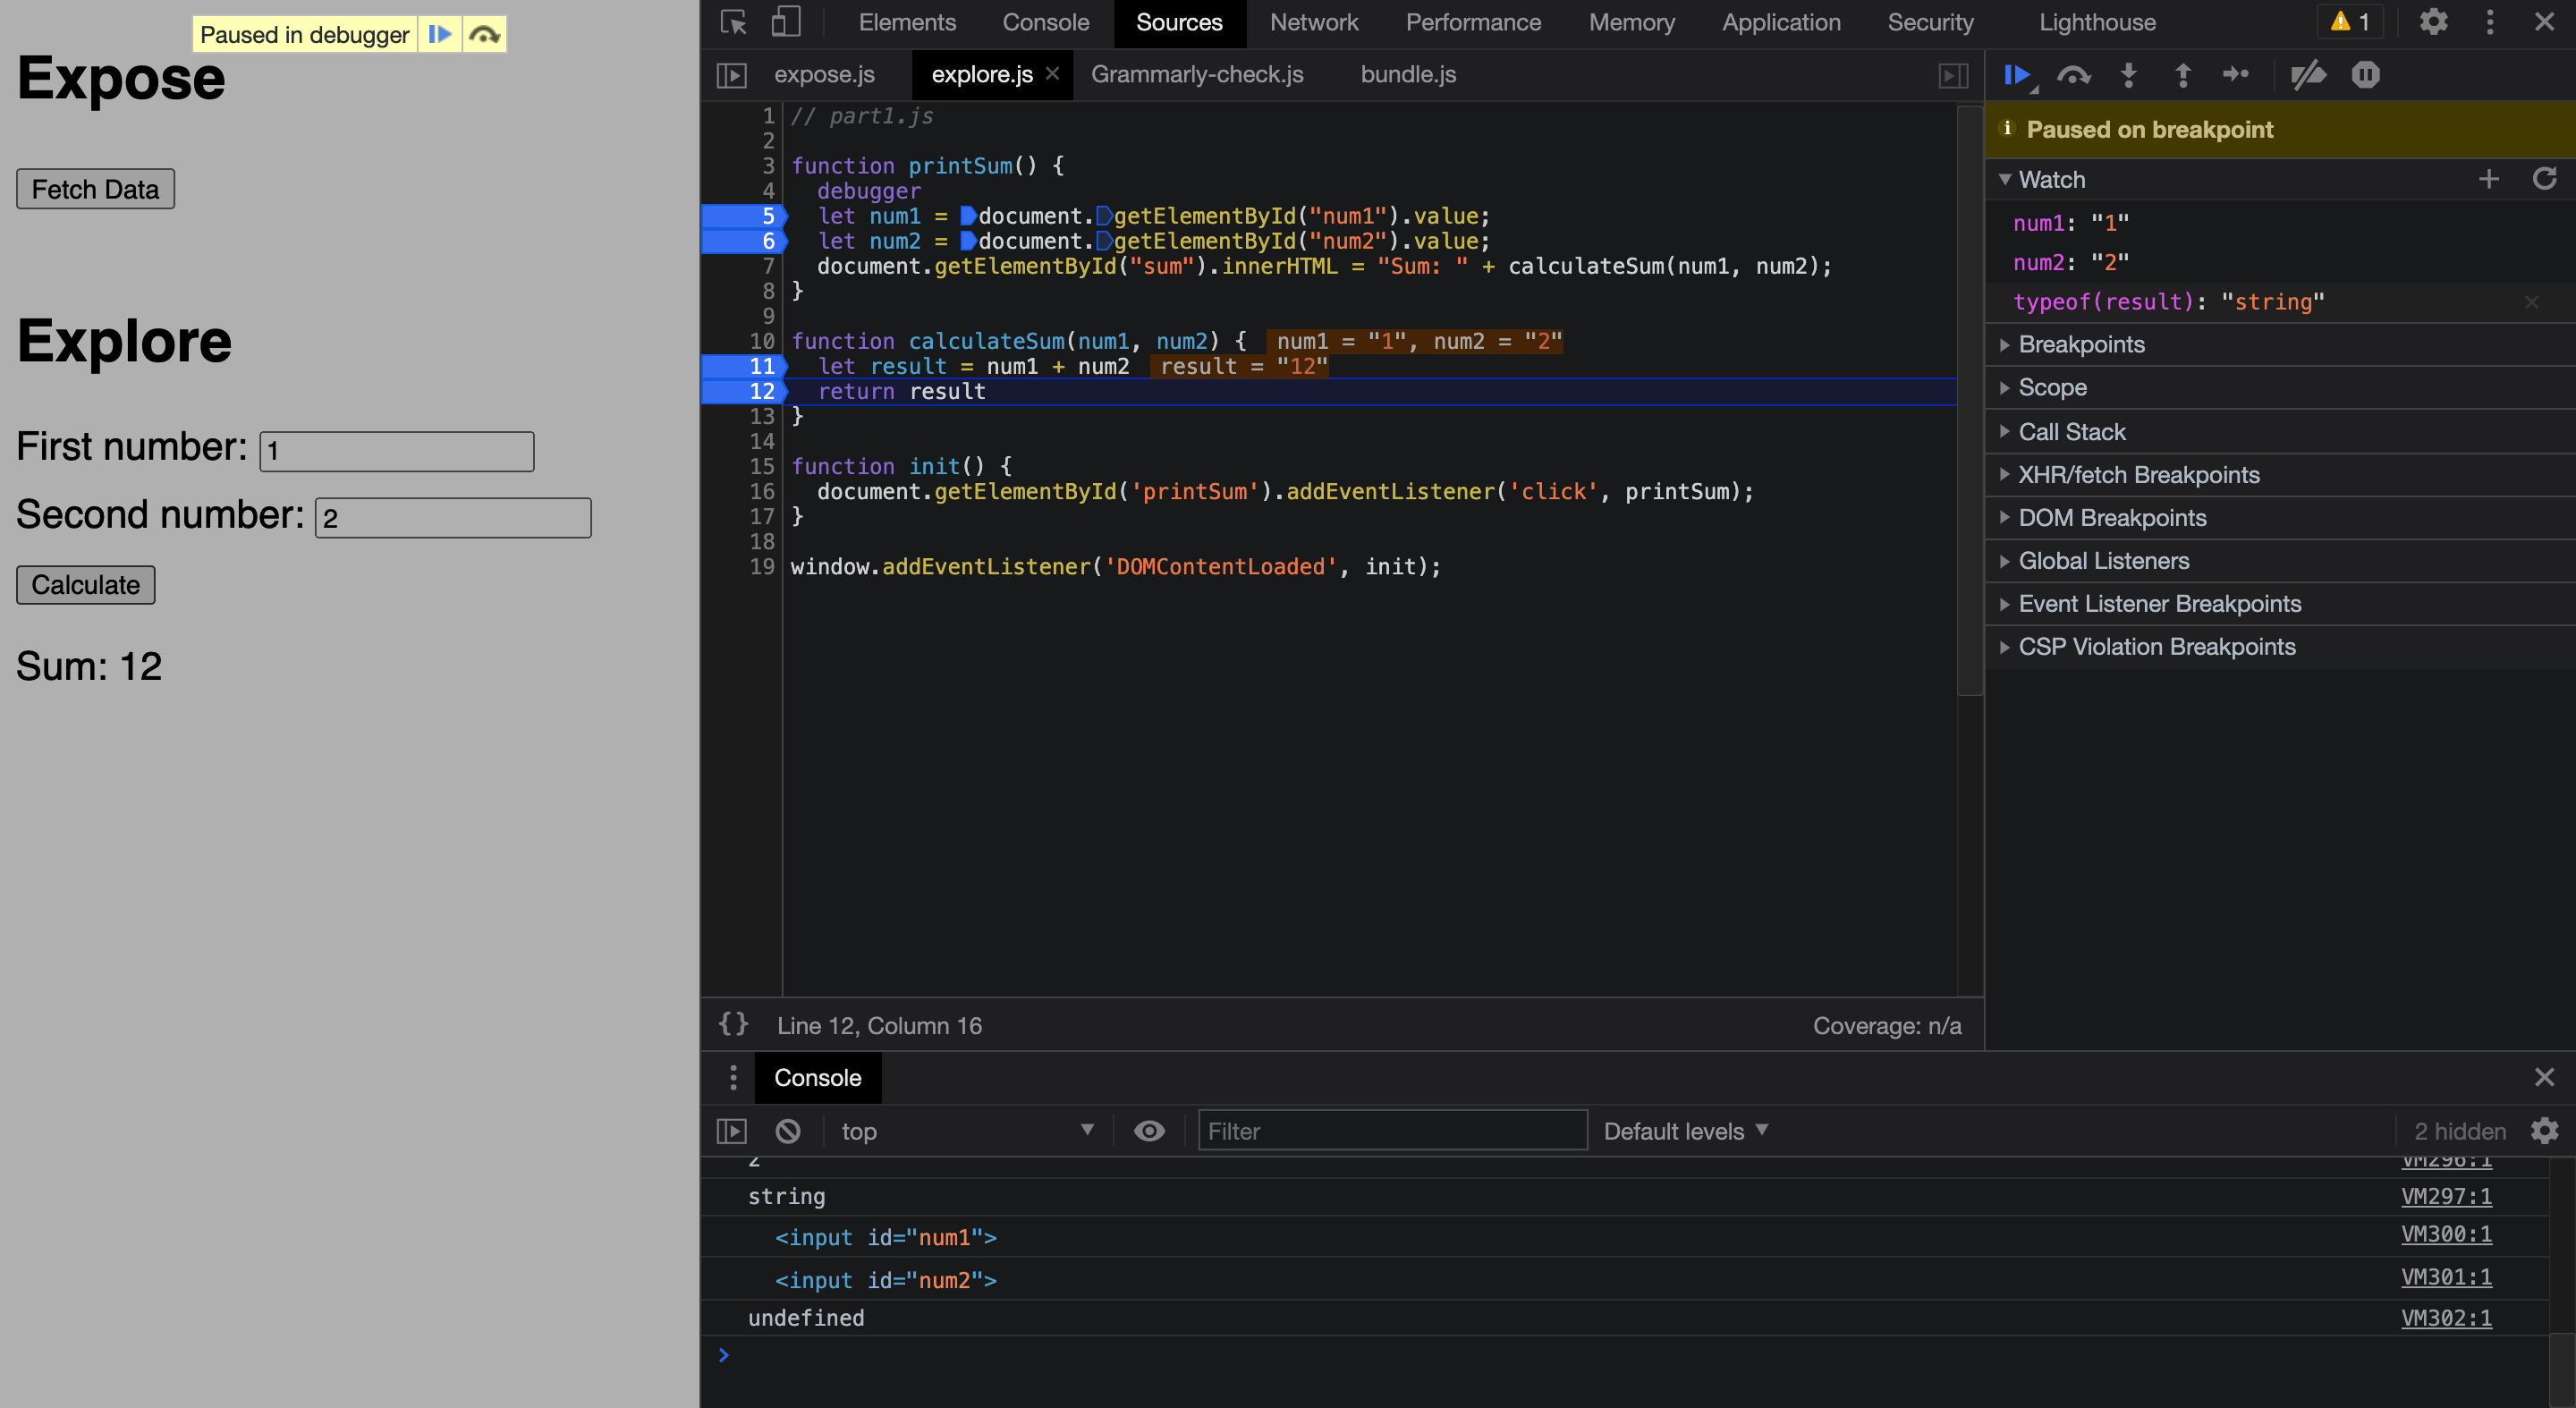 Paused in debugger
Expose
Fetch Data
Explore
First number: 1
Second number: 2
Calculate
Sum: 12
Elements Console Sources Network Performance Memory Application Security Lighthouse 1
expose.js explore.js Grammarly-check.js bundle.js
1 // part1.js
2
3 function printSum() {
4 debugger
5 let num1 = document.getElementById("num1").value;
6 let num2 = document.getElementById("num2").value;
7 document.getElementById("sum").innerHTML = "Sum: " + calculateSum(num1, num2);
8 }
9
10 function calculateSum(num1, num2) { num1 = "1", num2 = "2"
11 let result = num1 + num2 result = "12"
12 return result
13 }
14
15 function init() {
16 document.getElementById('printSum').addEventListener('click', printSum);
17 }
18
19 window.addEventListener('DOMContentLoaded', init);
{} Line 12, Column 16 Coverage: n/a
Paused on breakpoint
Watch
num1: "1"
num2: "2"
typeof(result): "string"
Breakpoints
Scope
Call Stack
XHR/fetch Breakpoints
DOM Breakpoints
Global Listeners
Event Listener Breakpoints
CSP Violation Breakpoints
Console
top Filter Default levels 2 hidden
2 VM296:1
string VM297:1
<input id="num1"> VM300:1
<input id="num2"> VM301:1
undefined VM302:1